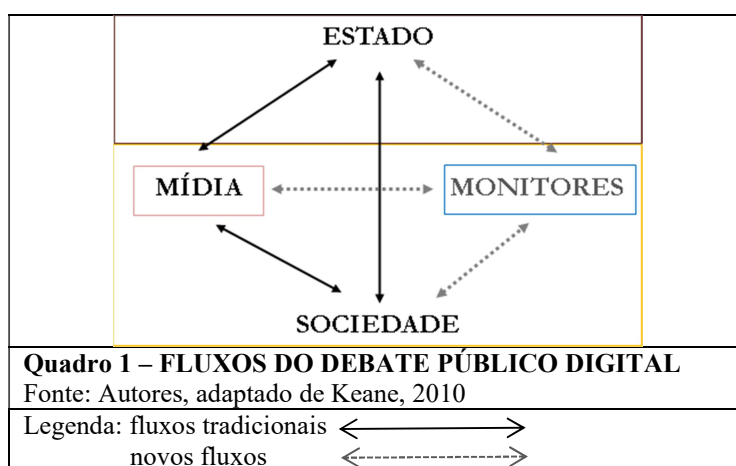 ESTADO
MÍDIA
MONITORES
SOCIEDADE
Quadro 1 – FLUXOS DO DEBATE PÚBLICO DIGITAL
Fonte: Autores, adaptado de Keane, 2010
Legenda: fluxos tradicionais
novos fluxos